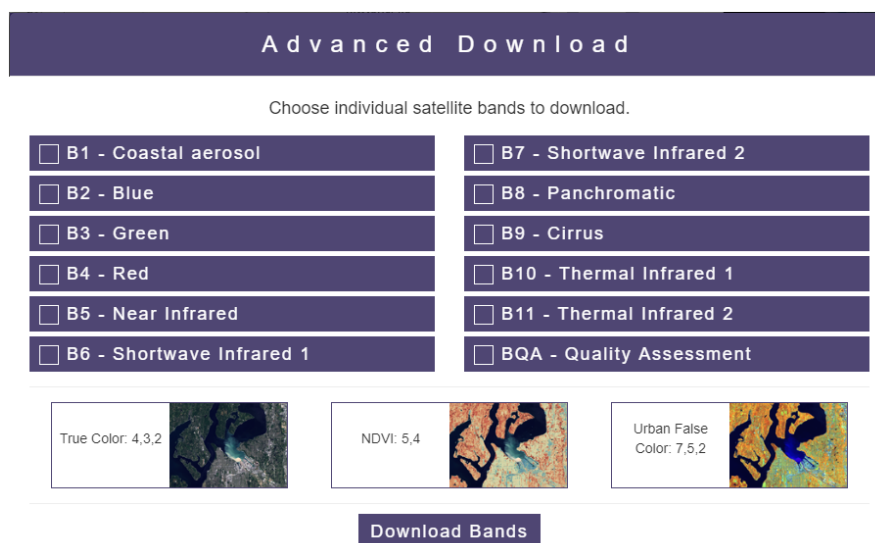 Advanced Download
Choose individual satellite bands to download.
B1 - Coastal aerosol
B2 - Blue
B3 - Green
B4 - Red
B5 - Near Infrared
B6 - Shortwave Infrared 1
B7 - Shortwave Infrared 2
B8 - Panchromatic
B9 - Cirrus
B10 - Thermal Infrared 1
B11 - Thermal Infrared 2
BQA - Quality Assessment
True Color: 4,3,2
NDVI: 5,4
Urban False
Color: 7,5,2
Download Bands